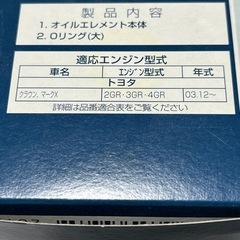 製品内容
1. オイルエレメント本体
2. Oリング(大)
適応エンジン型式
車名 エンジン型式 年式
トヨタ
クラウン、マークX 2GR・3GR・4GR 03.12~
詳細は品番適合表をご覧ください